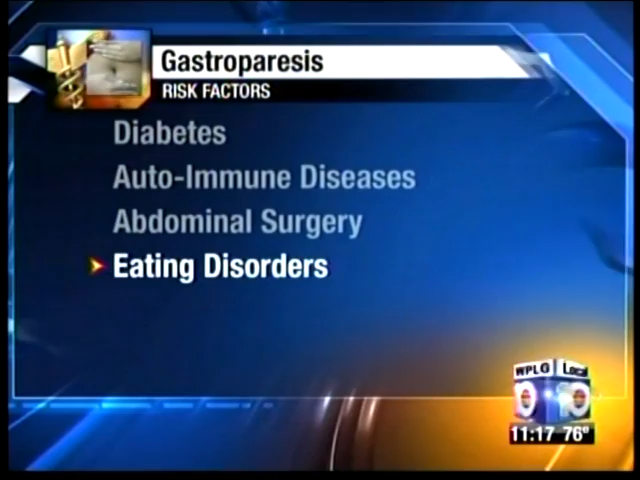 Gastroparesis
RISK FACTORS
Diabetes
Auto-Immune Diseases
Abdominal Surgery
Eating Disorders
WPLG Local
10
11:17 76°